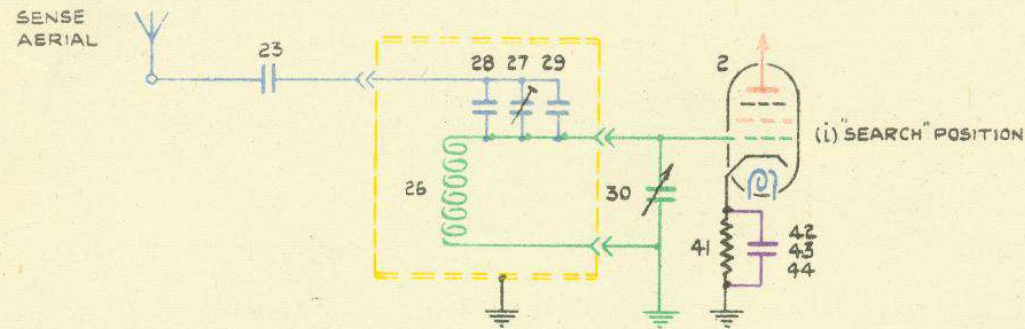 SENSE
AERIAL
23
28 27 29
2
(i) "SEARCH" POSITION
26
30
41
42
43
44